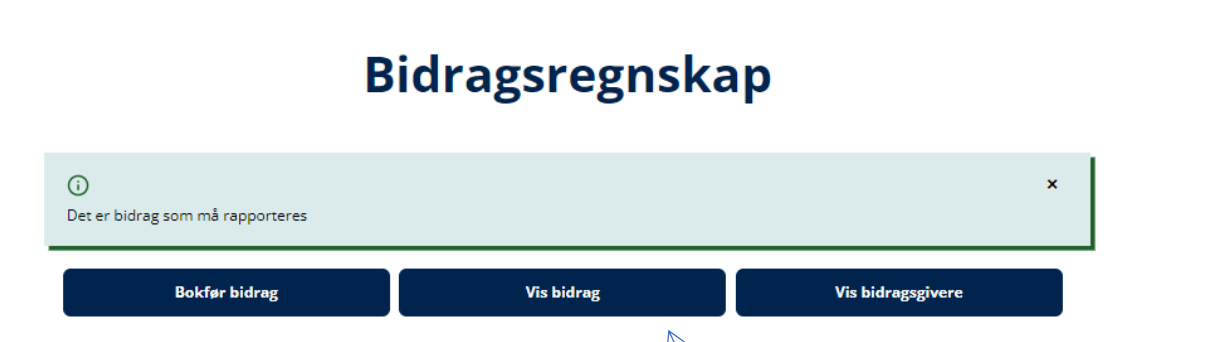 Bidragsregnskap
Det er bidrag som må rapporteres
Bokfør bidrag
Vis bidrag
Vis bidragsgivere